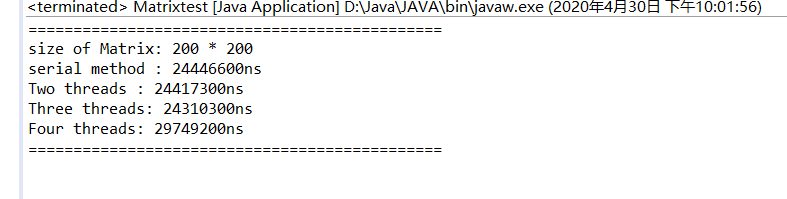 <terminated> Matrixtest [Java Application] D:\Java\JAVA\bin\javaw.exe (2020年4月30日 下午10:01:56)
==============================================
size of Matrix: 200 * 200
serial method : 24446600ns
Two threads : 24417300ns
Three threads: 24310300ns
Four threads: 29749200ns
==============================================